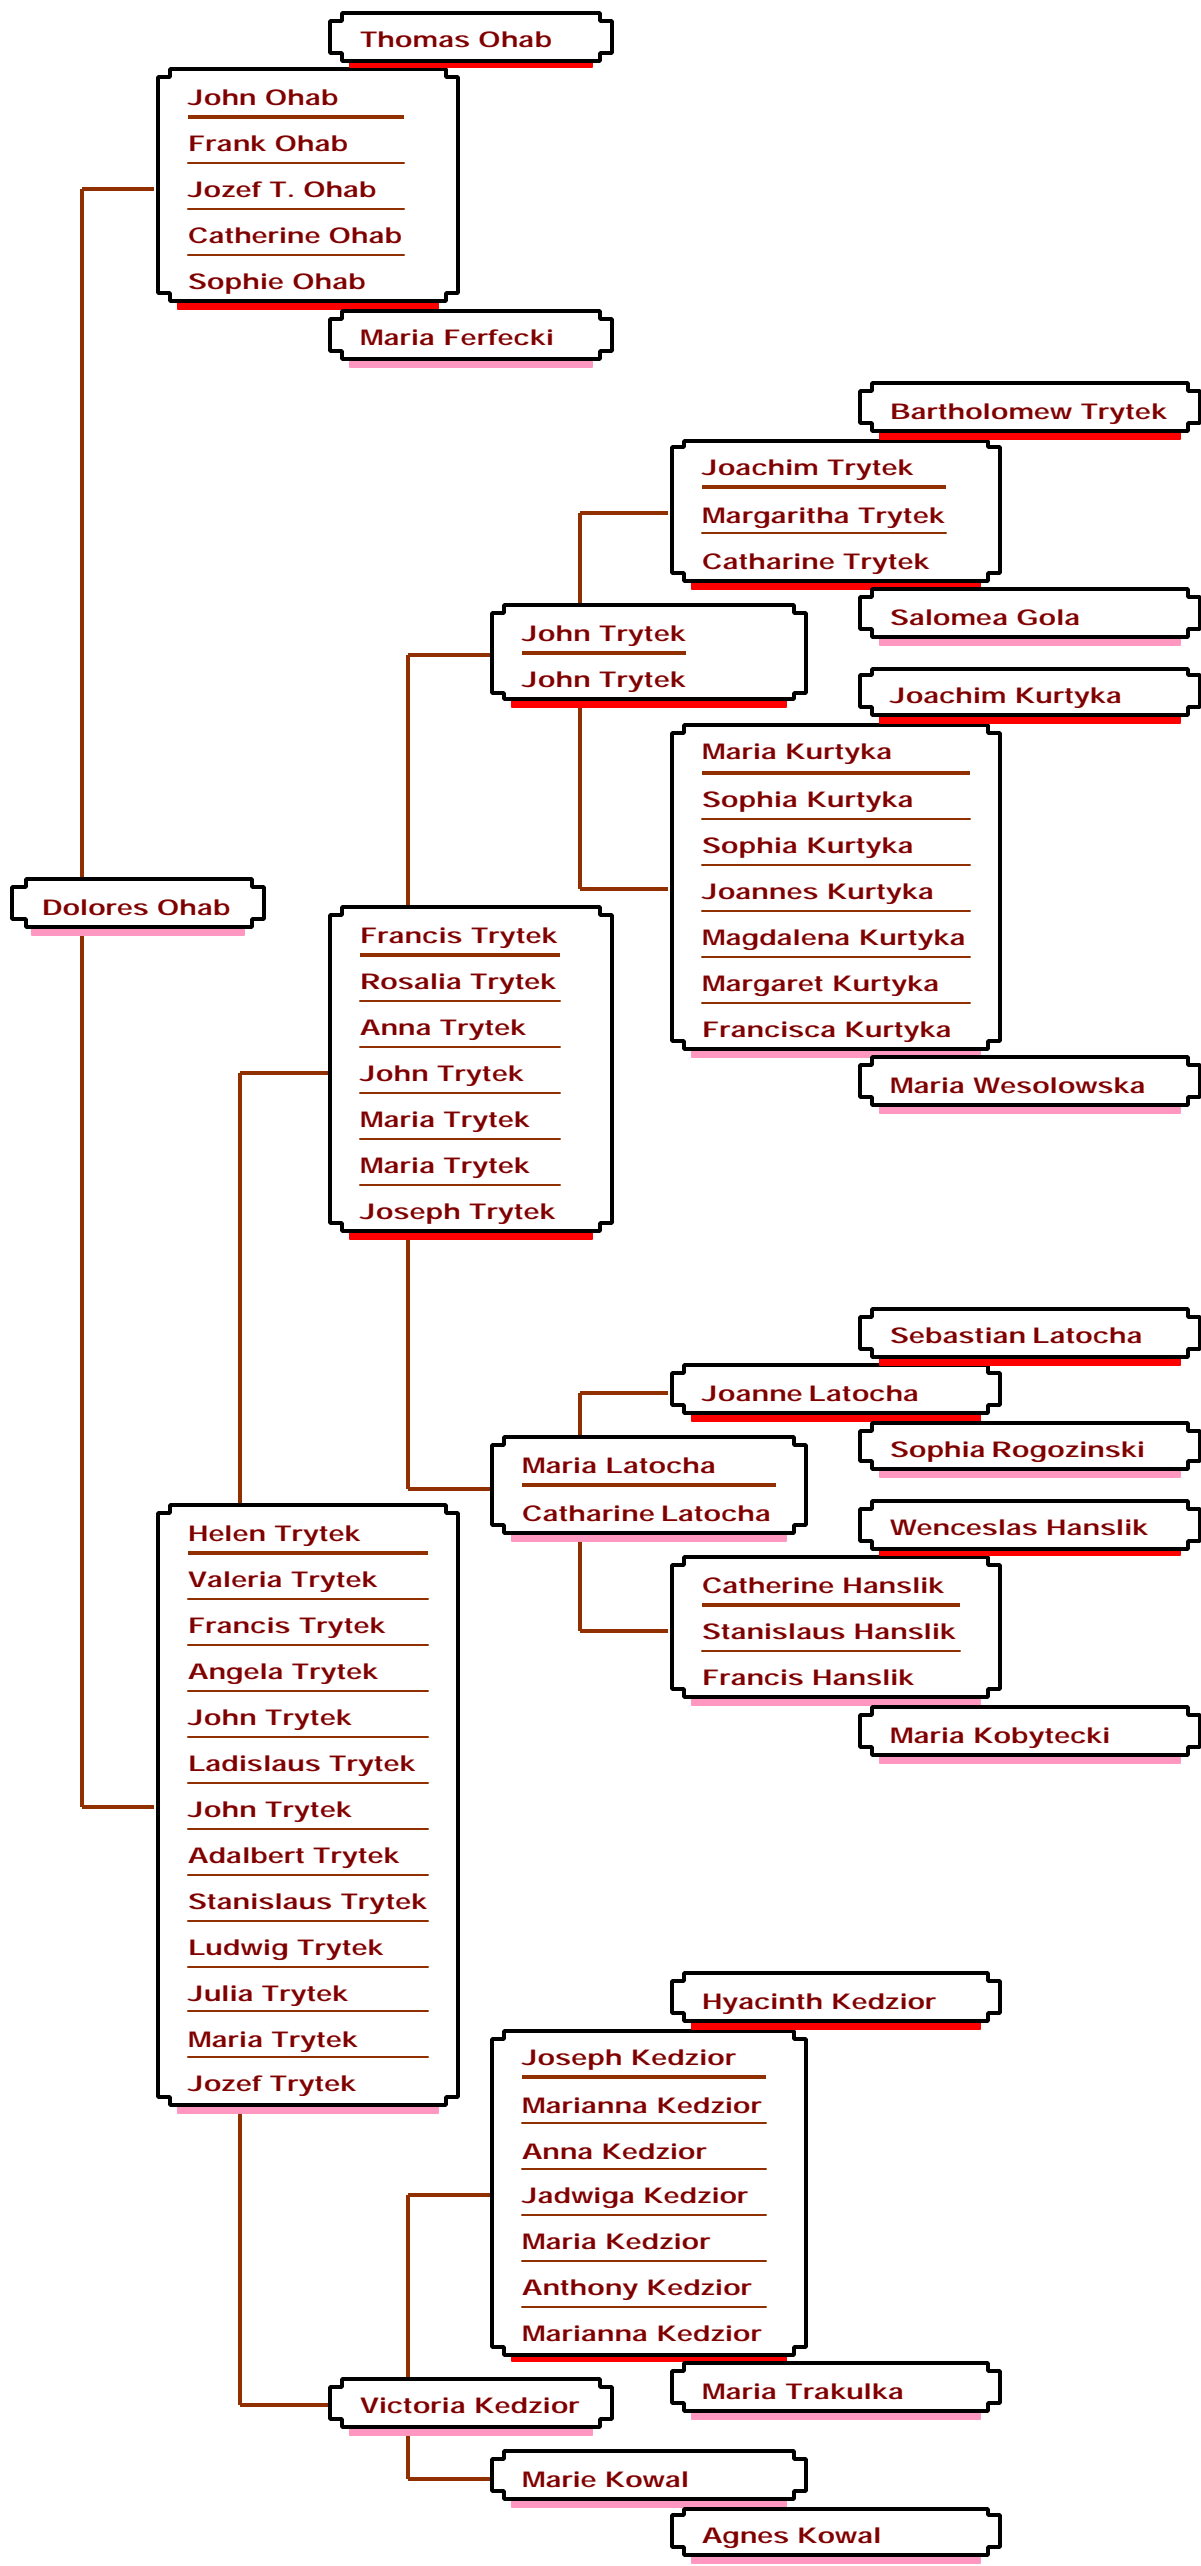 Thomas Ohab
John Ohab
Frank Ohab
Jozef T. Ohab
Catherine Ohab
Sophie Ohab
Maria Ferfecki
Bartholomew Trytek
Joachim Trytek
Margaritha Trytek
Catharine Trytek
Salomea Gola
John Trytek
John Trytek
Joachim Kurtyka
Maria Kurtyka
Sophia Kurtyka
Sophia Kurtyka
Joannes Kurtyka
Magdalena Kurtyka
Margaret Kurtyka
Francisca Kurtyka
Maria Wesolowska
Dolores Ohab
Francis Trytek
Rosalia Trytek
Anna Trytek
John Trytek
Maria Trytek
Maria Trytek
Joseph Trytek
Sebastian Latocha
Joanne Latocha
Sophia Rogozinski
Maria Latocha
Catharine Latocha
Wenceslas Hanslik
Catherine Hanslik
Stanislaus Hanslik
Francis Hanslik
Maria Kobytecki
Helen Trytek
Valeria Trytek
Francis Trytek
Angela Trytek
John Trytek
Ladislaus Trytek
John Trytek
Adalbert Trytek
Stanislaus Trytek
Ludwig Trytek
Julia Trytek
Maria Trytek
Jozef Trytek
Hyacinth Kedzior
Joseph Kedzior
Marianna Kedzior
Anna Kedzior
Jadwiga Kedzior
Maria Kedzior
Anthony Kedzior
Marianna Kedzior
Maria Trakulka
Victoria Kedzior
Marie Kowal
Agnes Kowal